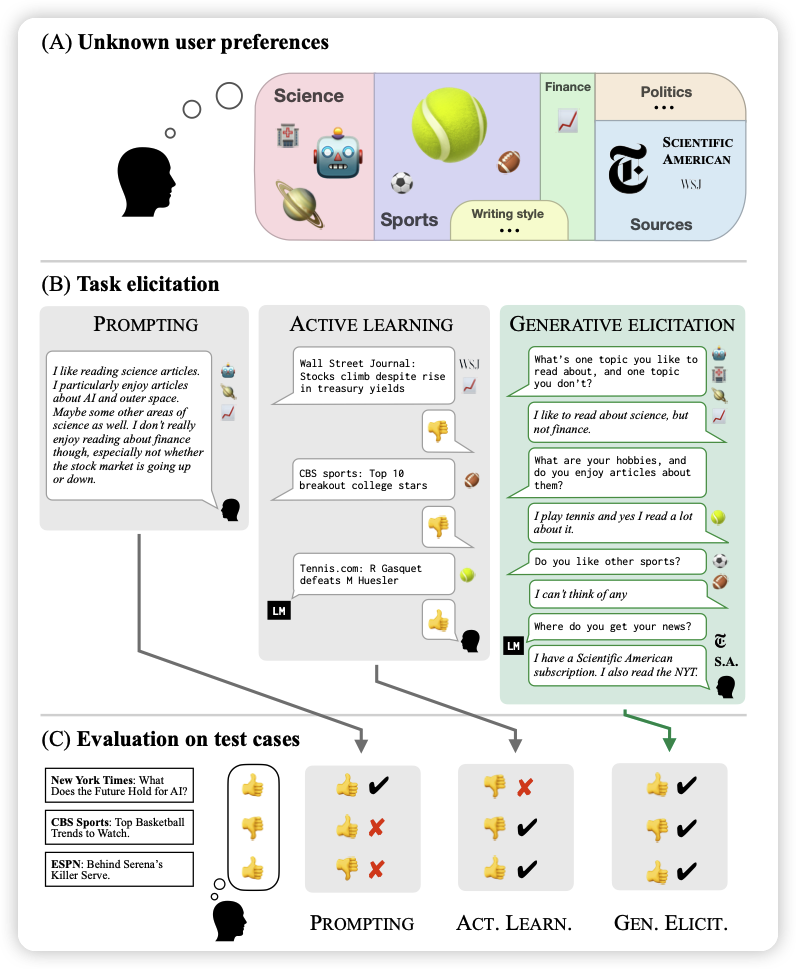 (A) Unknown user preferences
Science
Sports
Finance
Writing style
...
Politics
...
T
SCIENTIFIC
AMERICAN
WSJ
Sources
(B) Task elicitation
PROMPTING
I like reading science articles.
I particularly enjoy articles
about AI and outer space.
Maybe some other areas of
science as well. I don't really
enjoy reading about finance
though, especially not whether
the stock market is going up
or down.
ACTIVE LEARNING
Wall Street Journal:
Stocks climb despite rise
in treasury yields
WSJ
CBS sports: Top 10
breakout college stars
Tennis.com: R Gasquet
defeats M Huesler
LM
GENERATIVE ELICITATION
What's one topic you like to
read about, and one topic
you don't?
I like to read about science, but
not finance.
What are your hobbies, and
do you enjoy articles about
them?
I play tennis and yes I read a lot
about it.
Do you like other sports?
I can't think of any
Where do you get your news?
LM
T
S.A.
I have a Scientific American
subscription. I also read the NYT.
(C) Evaluation on test cases
New York Times: What
Does the Future Hold for AI?
CBS Sports: Top Basketball
Trends to Watch.
ESPN: Behind Serena's
Killer Serve.
PROMPTING
ACT. LEARN.
GEN. ELICIT.